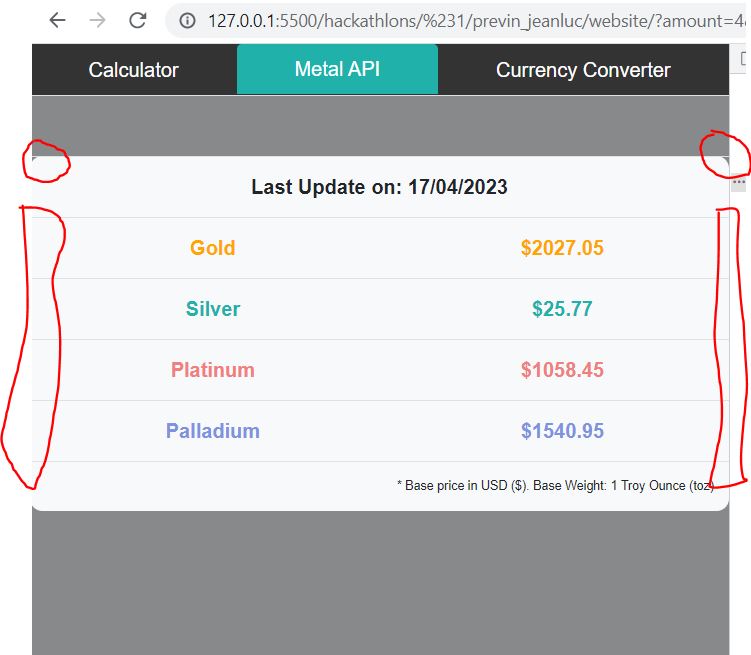 127.0.0.1:5500/hackathlons/%231/previn_jeanluc/website/?amount=4
Calculator Metal API Currency Converter
Last Update on: 17/04/2023
Gold $2027.05
Silver $25.77
Platinum $1058.45
Palladium $1540.95
* Base price in USD ($). Base Weight: 1 Troy Ounce (toz)